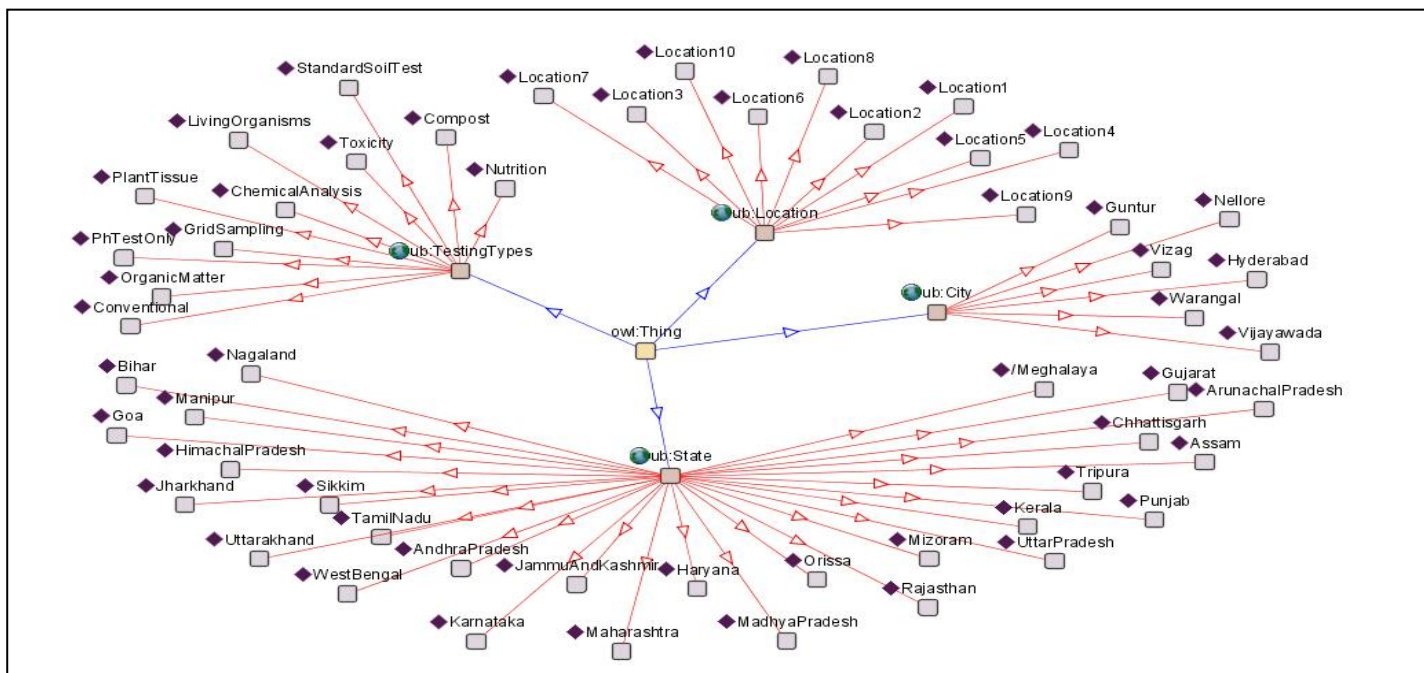 Location10
Location8
StandardSoilTest
Location7
Location1
Location3
Location6
Location2
LivingOrganisms
Compost
Toxicity
Location5
Location4
Nutrition
PlantTissue
ChemicalAnalysis
Location9
Nellore
Guntur
ub:Location
GridSampling
PhTestOnly
ub:TestingTypes
Vizag
Hyderabad
OrganicMatter
ub:City
Warangal
Conventional
owl:Thing
Vijayawada
Nagaland
Bihar
/Meghalaya
Gujarat
ArunachalPradesh
Manipur
Goa
Chhattisgarh
HimachalPradesh
ub:State
Assam
Jharkhand
Sikkim
Tripura
Punjab
TamilNadu
Kerala
Uttarakhand
AndhraPradesh
Mizoram
UttarPradesh
WestBengal
JammuAndKashmir
Haryana
Orissa
Rajasthan
Karnataka
Maharashtra
MadhyaPradesh